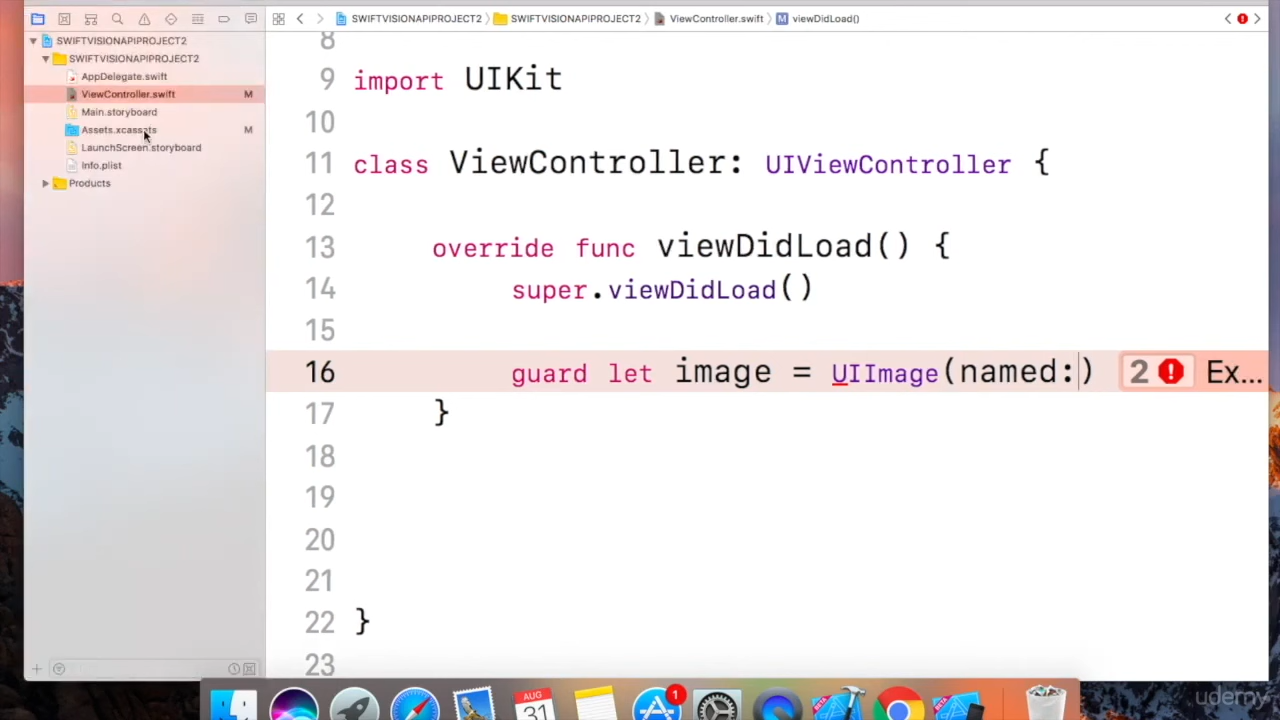 SWIFTVISIONAPIPROJECT2 SWIFTVISIONAPIPROJECT2 ViewController.swift M viewDidLoad()
SWIFTVISIONAPIPROJECT2
SWIFTVISIONAPIPROJECT2
AppDelegate.swift
ViewController.swift M
Main.storyboard
Assets.xcassets M
LaunchScreen.storyboard
Info.plist
Products
8
9 import UIKit
10
11 class ViewController: UIViewController {
12
13 override func viewDidLoad() {
14 super.viewDidLoad()
15
16 guard let image = UIImage(named:) 2 Ex...
17 }
18
19
20
21
22 }
23
AUG
31
1
udemy